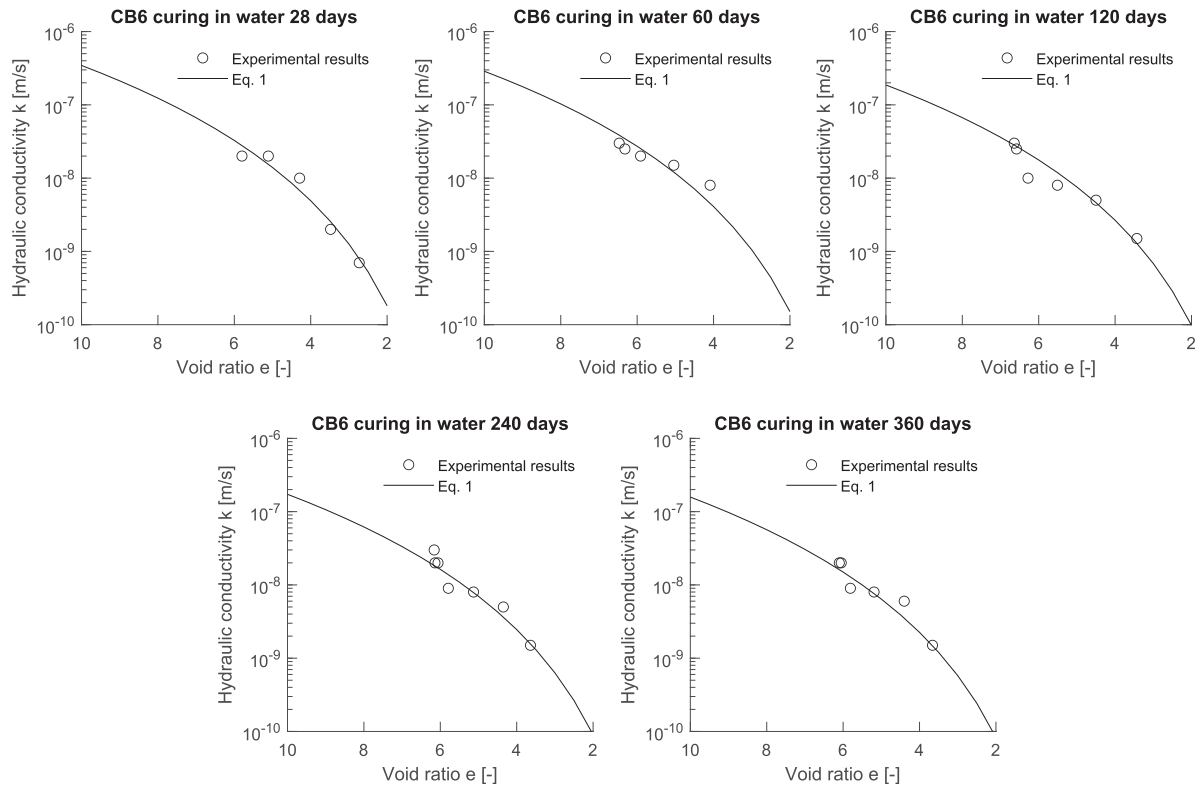 CB6 curing in water 28 days
Experimental results
Eq. 1
Hydraulic conductivity k [m/s]
10-6
10-7
10-8
10-9
10-10
10 8 6 4 2
Void ratio e [-]
CB6 curing in water 60 days
Experimental results
Eq. 1
Hydraulic conductivity k [m/s]
10-6
10-7
10-8
10-9
10-10
10 8 6 4 2
Void ratio e [-]
CB6 curing in water 120 days
Experimental results
Eq. 1
Hydraulic conductivity k [m/s]
10-6
10-7
10-8
10-9
10-10
10 8 6 4 2
Void ratio e [-]
CB6 curing in water 240 days
Experimental results
Eq. 1
Hydraulic conductivity k [m/s]
10-6
10-7
10-8
10-9
10-10
10 8 6 4 2
Void ratio e [-]
CB6 curing in water 360 days
Experimental results
Eq. 1
Hydraulic conductivity k [m/s]
10-6
10-7
10-8
10-9
10-10
10 8 6 4 2
Void ratio e [-]